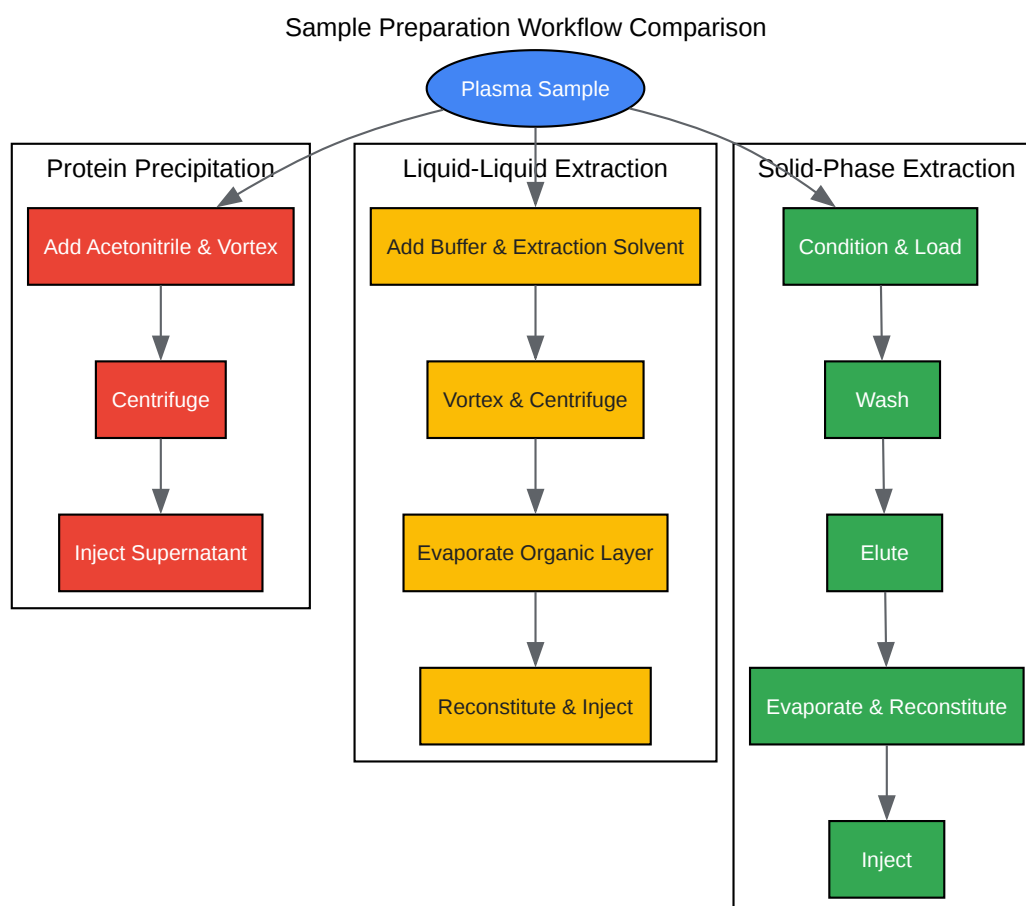 Sample Preparation Workflow Comparison
Plasma Sample
Protein Precipitation
Add Acetonitrile & Vortex
Centrifuge
Inject Supernatant
Liquid-Liquid Extraction
Add Buffer & Extraction Solvent
Vortex & Centrifuge
Evaporate Organic Layer
Reconstitute & Inject
Solid-Phase Extraction
Condition & Load
Wash
Elute
Evaporate & Reconstitute
Inject